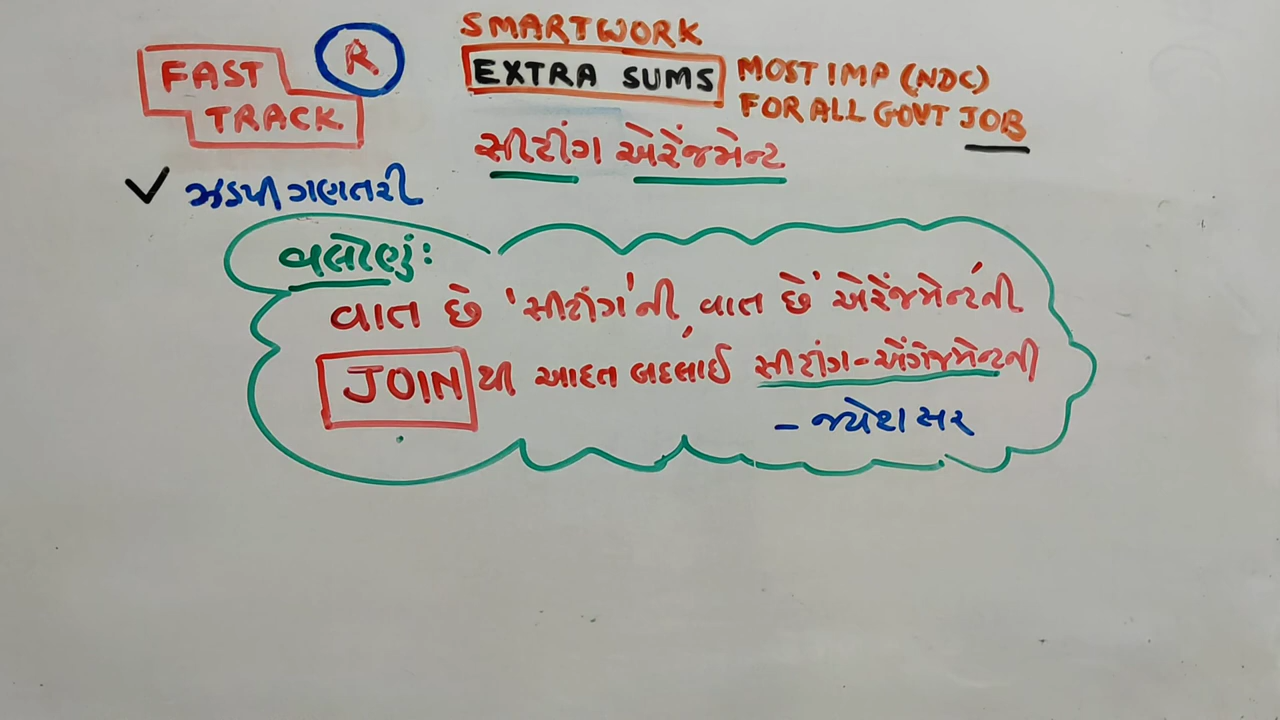 FAST
TRACK
R
SMARTWORK
EXTRA SUMS
MOST IMP (NDC)
FOR ALL GOVT JOB
સીટીંગ એરેંજમેન્ટ
✓ ઝડપી ગણતરી
વલોણું:
વાત છે 'સીટીંગ'ની, વાત છે 'એરેંજમેન્ટ'ની
JOIN થી આદત બદલાઈ સીટીંગ-એંગેજમેન્ટની
- જયેશ સર